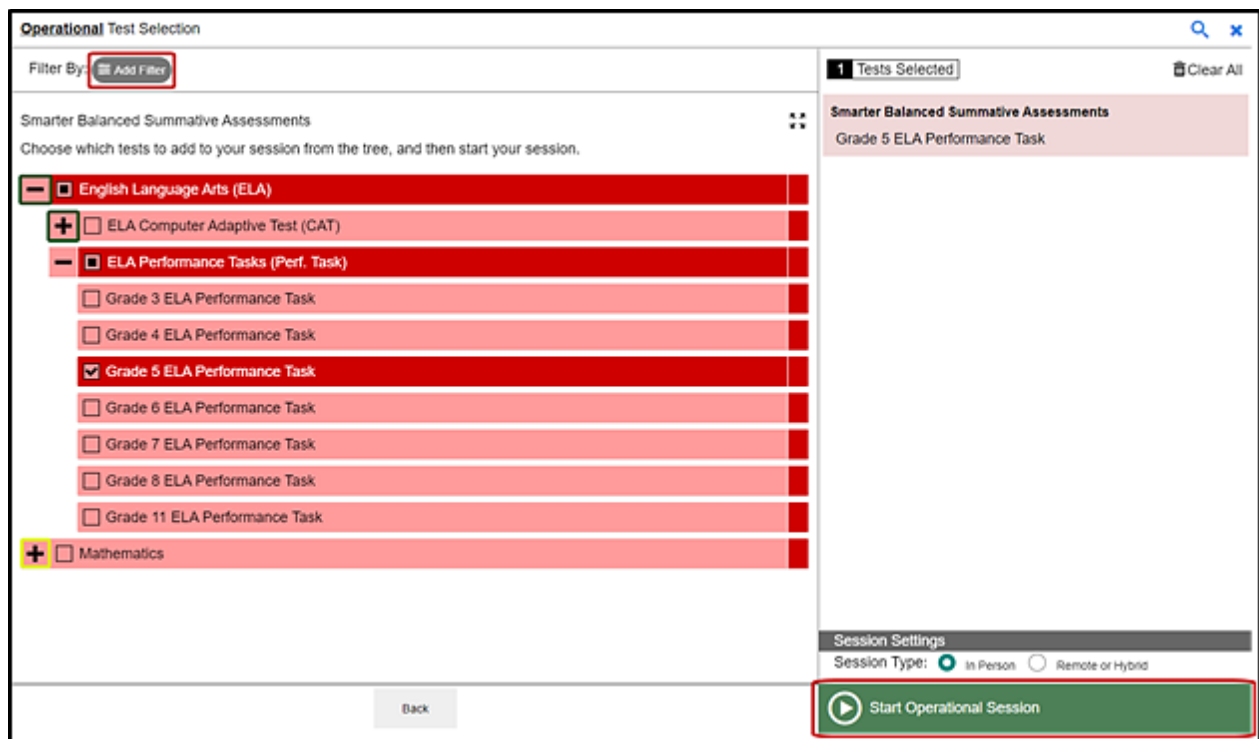 Operational Test Selection
Filter By: Add Filter
Smarter Balanced Summative Assessments
Choose which tests to add to your session from the tree, and then start your session.
English Language Arts (ELA)
ELA Computer Adaptive Test (CAT)
ELA Performance Tasks (Perf. Task)
Grade 3 ELA Performance Task
Grade 4 ELA Performance Task
Grade 5 ELA Performance Task
Grade 6 ELA Performance Task
Grade 7 ELA Performance Task
Grade 8 ELA Performance Task
Grade 11 ELA Performance Task
Mathematics
Back
1 Tests Selected
Clear All
Smarter Balanced Summative Assessments
Grade 5 ELA Performance Task
Session Settings
Session Type: In Person Remote or Hybrid
Start Operational Session